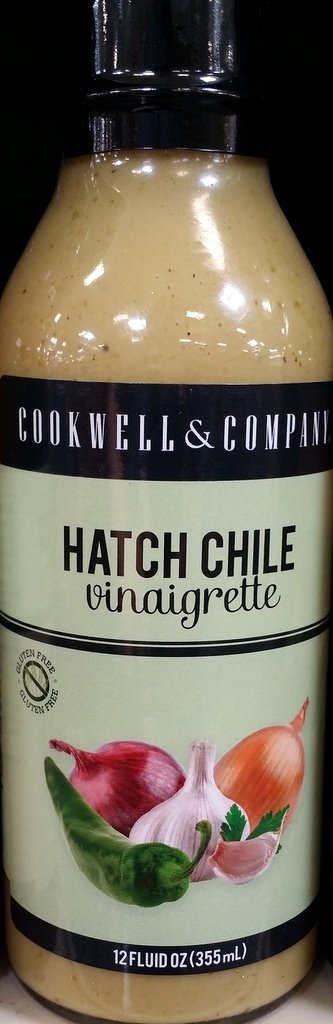 COOKWELL & COMPANY
HATCH CHILE
vinaigrette
GLUTEN FREE
GLUTEN FREE
12 FLUID OZ (355 mL)